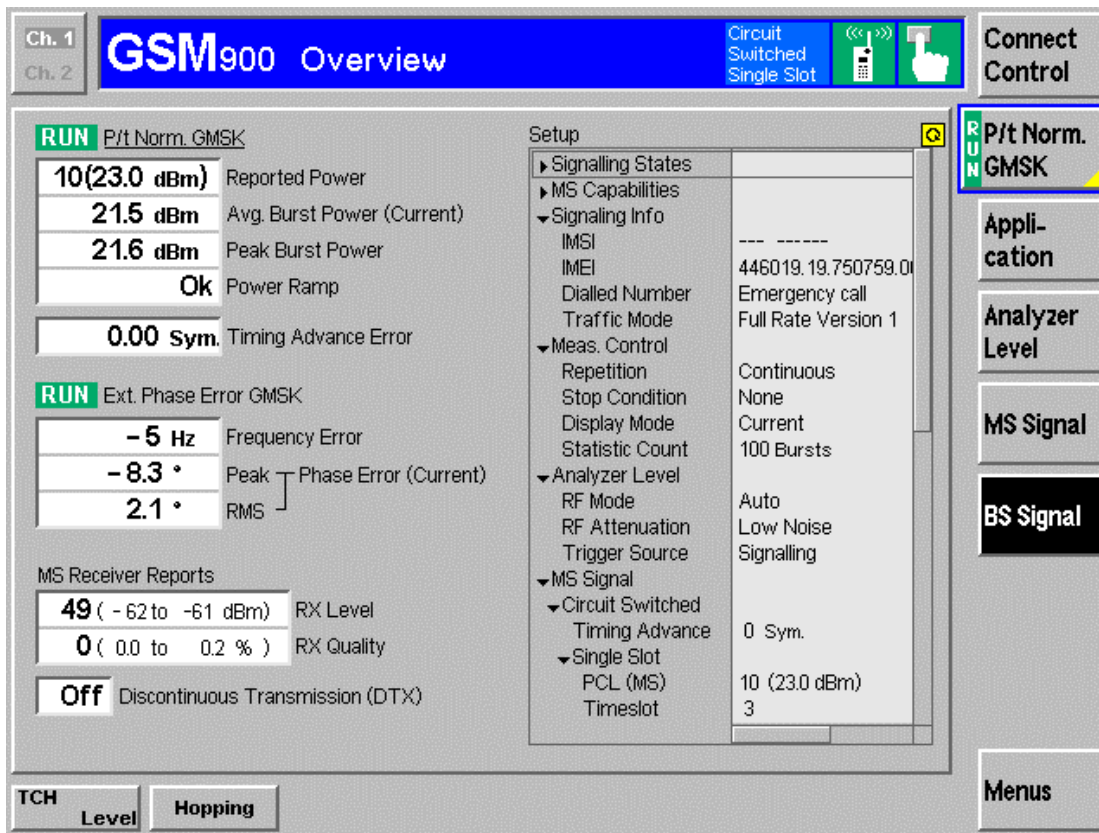 Ch. 1
Ch. 2
GSM900 Overview
Circuit
Switched
Single Slot
Connect
Control
RUN P/t Norm. GMSK
10(23.0 dBm) Reported Power
21.5 dBm Avg. Burst Power (Current)
21.6 dBm Peak Burst Power
Ok Power Ramp
0.00 Sym. Timing Advance Error
RUN Ext. Phase Error GMSK
-5 Hz Frequency Error
-8.3 ° Peak Phase Error (Current)
2.1 ° RMS
MS Receiver Reports
49 ( -62 to -61 dBm) RX Level
0 ( 0.0 to 0.2 % ) RX Quality
Off Discontinuous Transmission (DTX)
Setup
Signalling States
MS Capabilities
Signaling Info
IMSI --- ------
IMEI 446019.19.750759.0
Dialled Number Emergency call
Traffic Mode Full Rate Version 1
Meas. Control
Repetition Continuous
Stop Condition None
Display Mode Current
Statistic Count 100 Bursts
Analyzer Level
RF Mode Auto
RF Attenuation Low Noise
Trigger Source Signalling
MS Signal
Circuit Switched
Timing Advance 0 Sym.
Single Slot
PCL (MS) 10 (23.0 dBm)
Timeslot 3
RUN
P/t Norm.
GMSK
Appli-
cation
Analyzer
Level
MS Signal
BS Signal
Menus
TCH
Level
Hopping